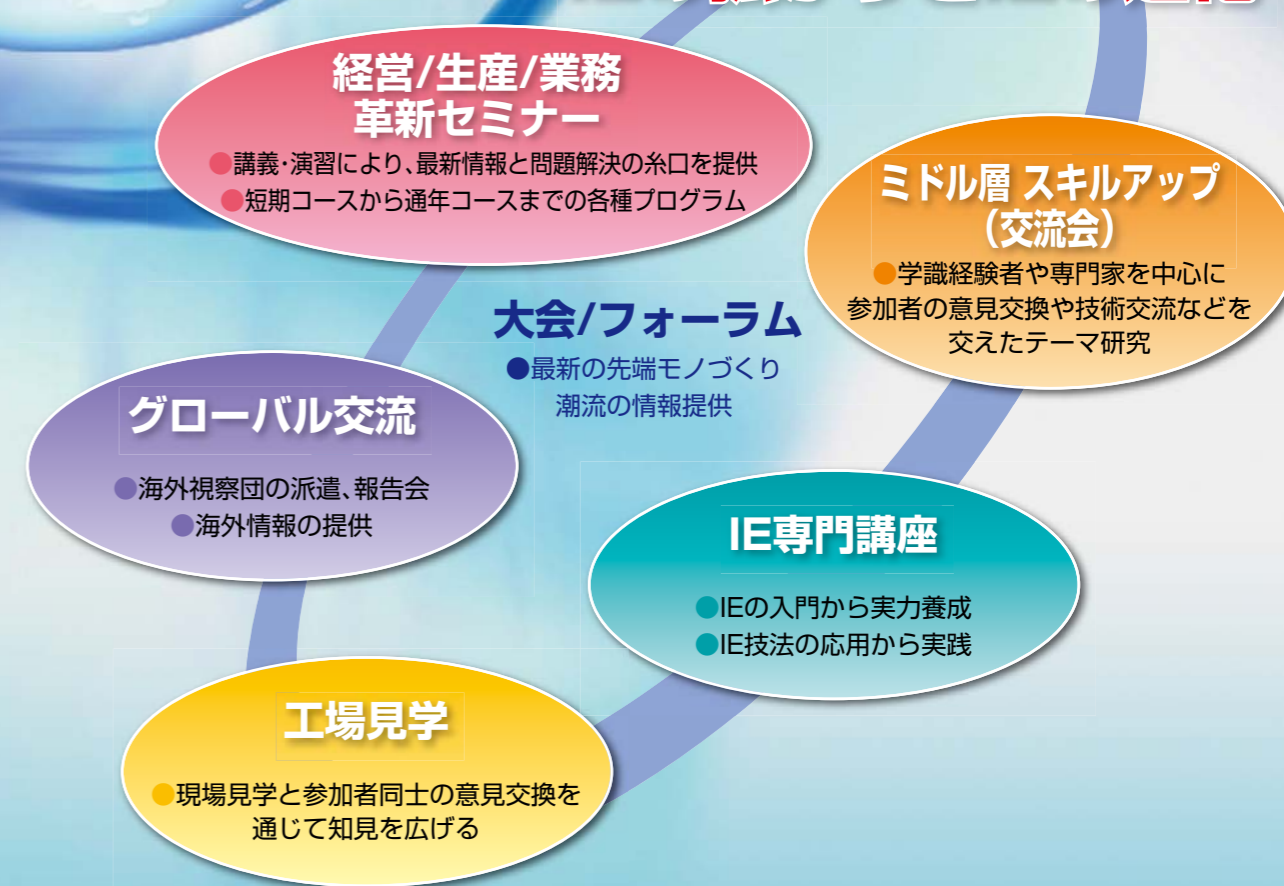 経営/生産/業務
革新セミナー
●講義・演習により、最新情報と問題解決の糸口を提供
●短期コースから通年コースまでの各種プログラム
ミドル層 スキルアップ
（交流会）
●学識経験者や専門家を中心に
参加者の意見交換や技術交流などを
交えたテーマ研究
大会/フォーラム
●最新の先端モノづくり
潮流の情報提供
グローバル交流
●海外視察団の派遣、報告会
●海外情報の提供
IE専門講座
●IEの入門から実力養成
●IE技法の応用から実践
工場見学
●現場見学と参加者同士の意見交換を
通じて知見を広げる